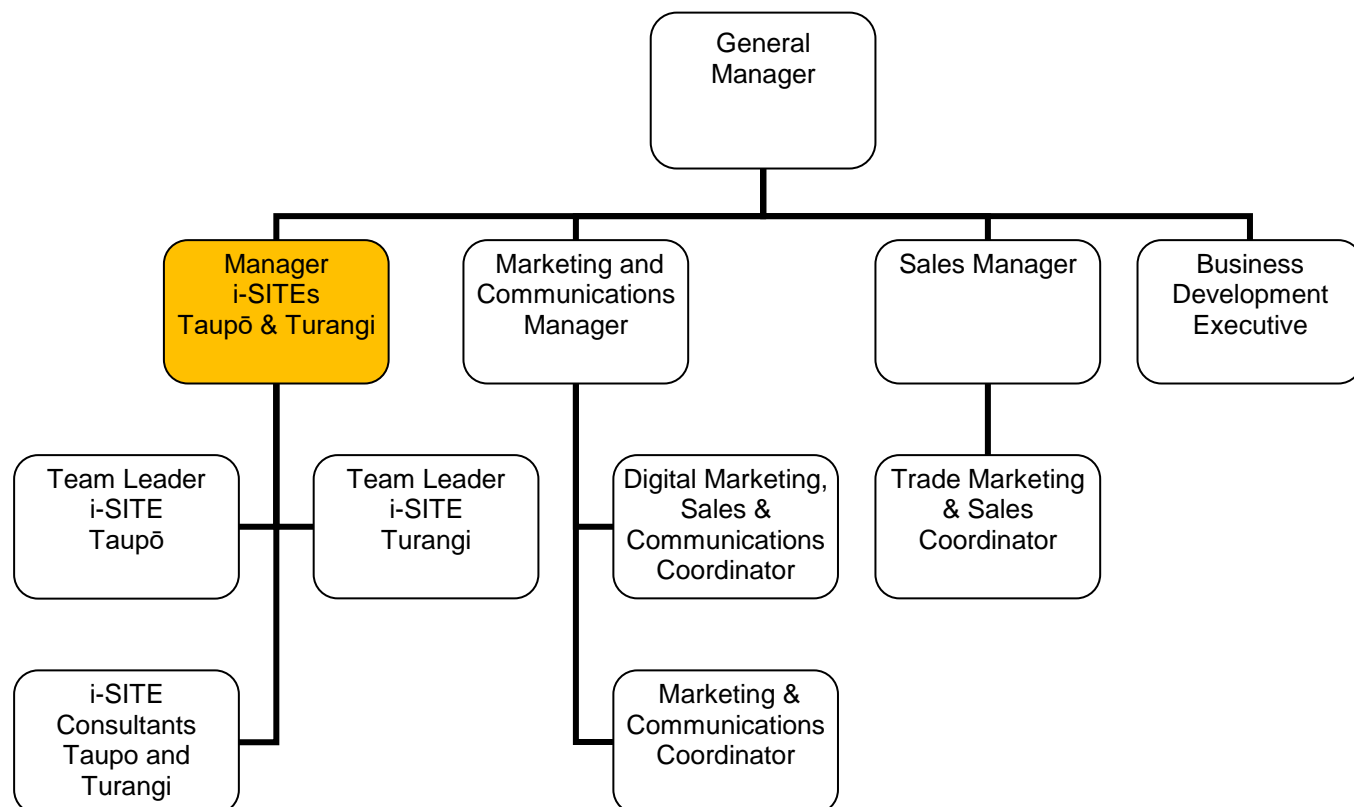 General
Manager
Manager
i-SITEs
Taupō & Turangi
Marketing and
Communications
Manager
Sales Manager
Business
Development
Executive
Team Leader
i-SITE
Taupō
Team Leader
i-SITE
Turangi
Digital Marketing,
Sales &
Communications
Coordinator
Trade Marketing
& Sales
Coordinator
i-SITE
Consultants
Taupo and
Turangi
Marketing &
Communications
Coordinator